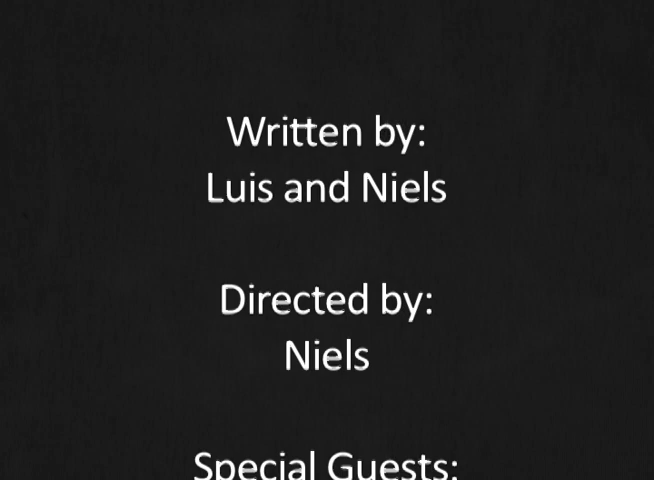 Written by:
Luis and Niels
Directed by:
Niels
Special Guests: